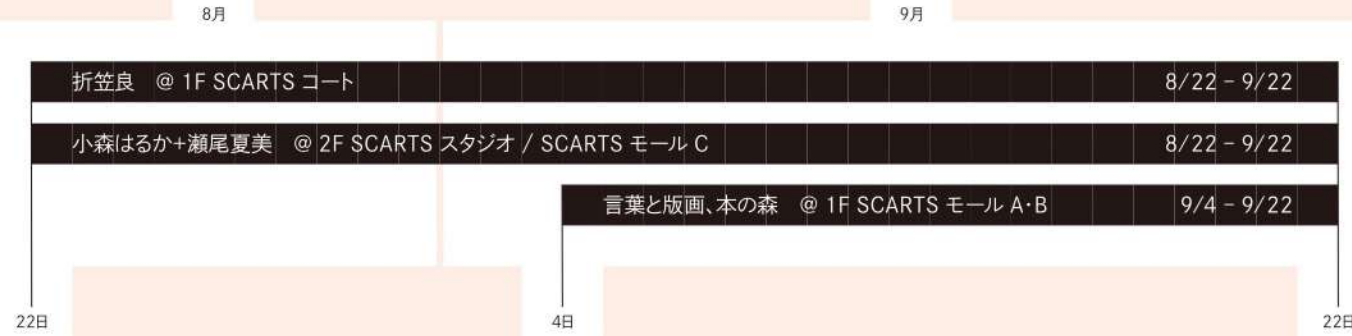 8月 9月
折笠良 @ 1F SCARTS コート 8/22 – 9/22
小森はるか+瀬尾夏美 @ 2F SCARTS スタジオ / SCARTS モール C 8/22 – 9/22
言葉と版画、本の森 @ 1F SCARTS モール A・B 9/4 – 9/22
22日 4日 22日